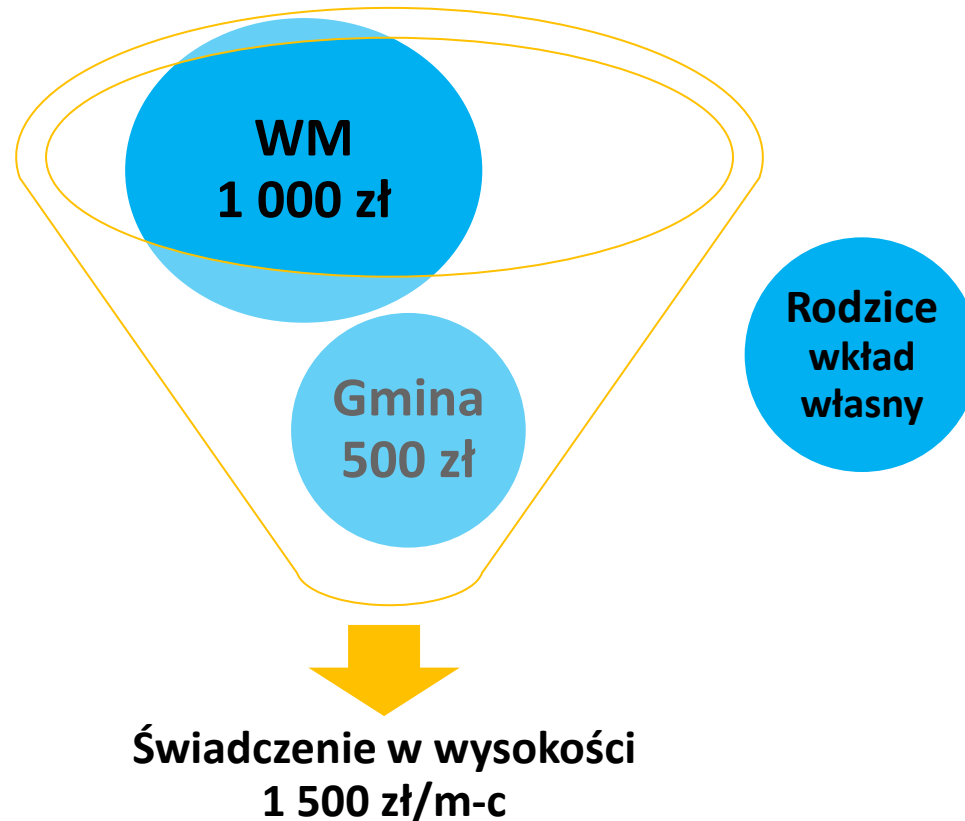 WM
1 000 zł
Rodzice
wkład
własny
Gmina
500 zł
Świadczenie w wysokości
1 500 zł/m-c